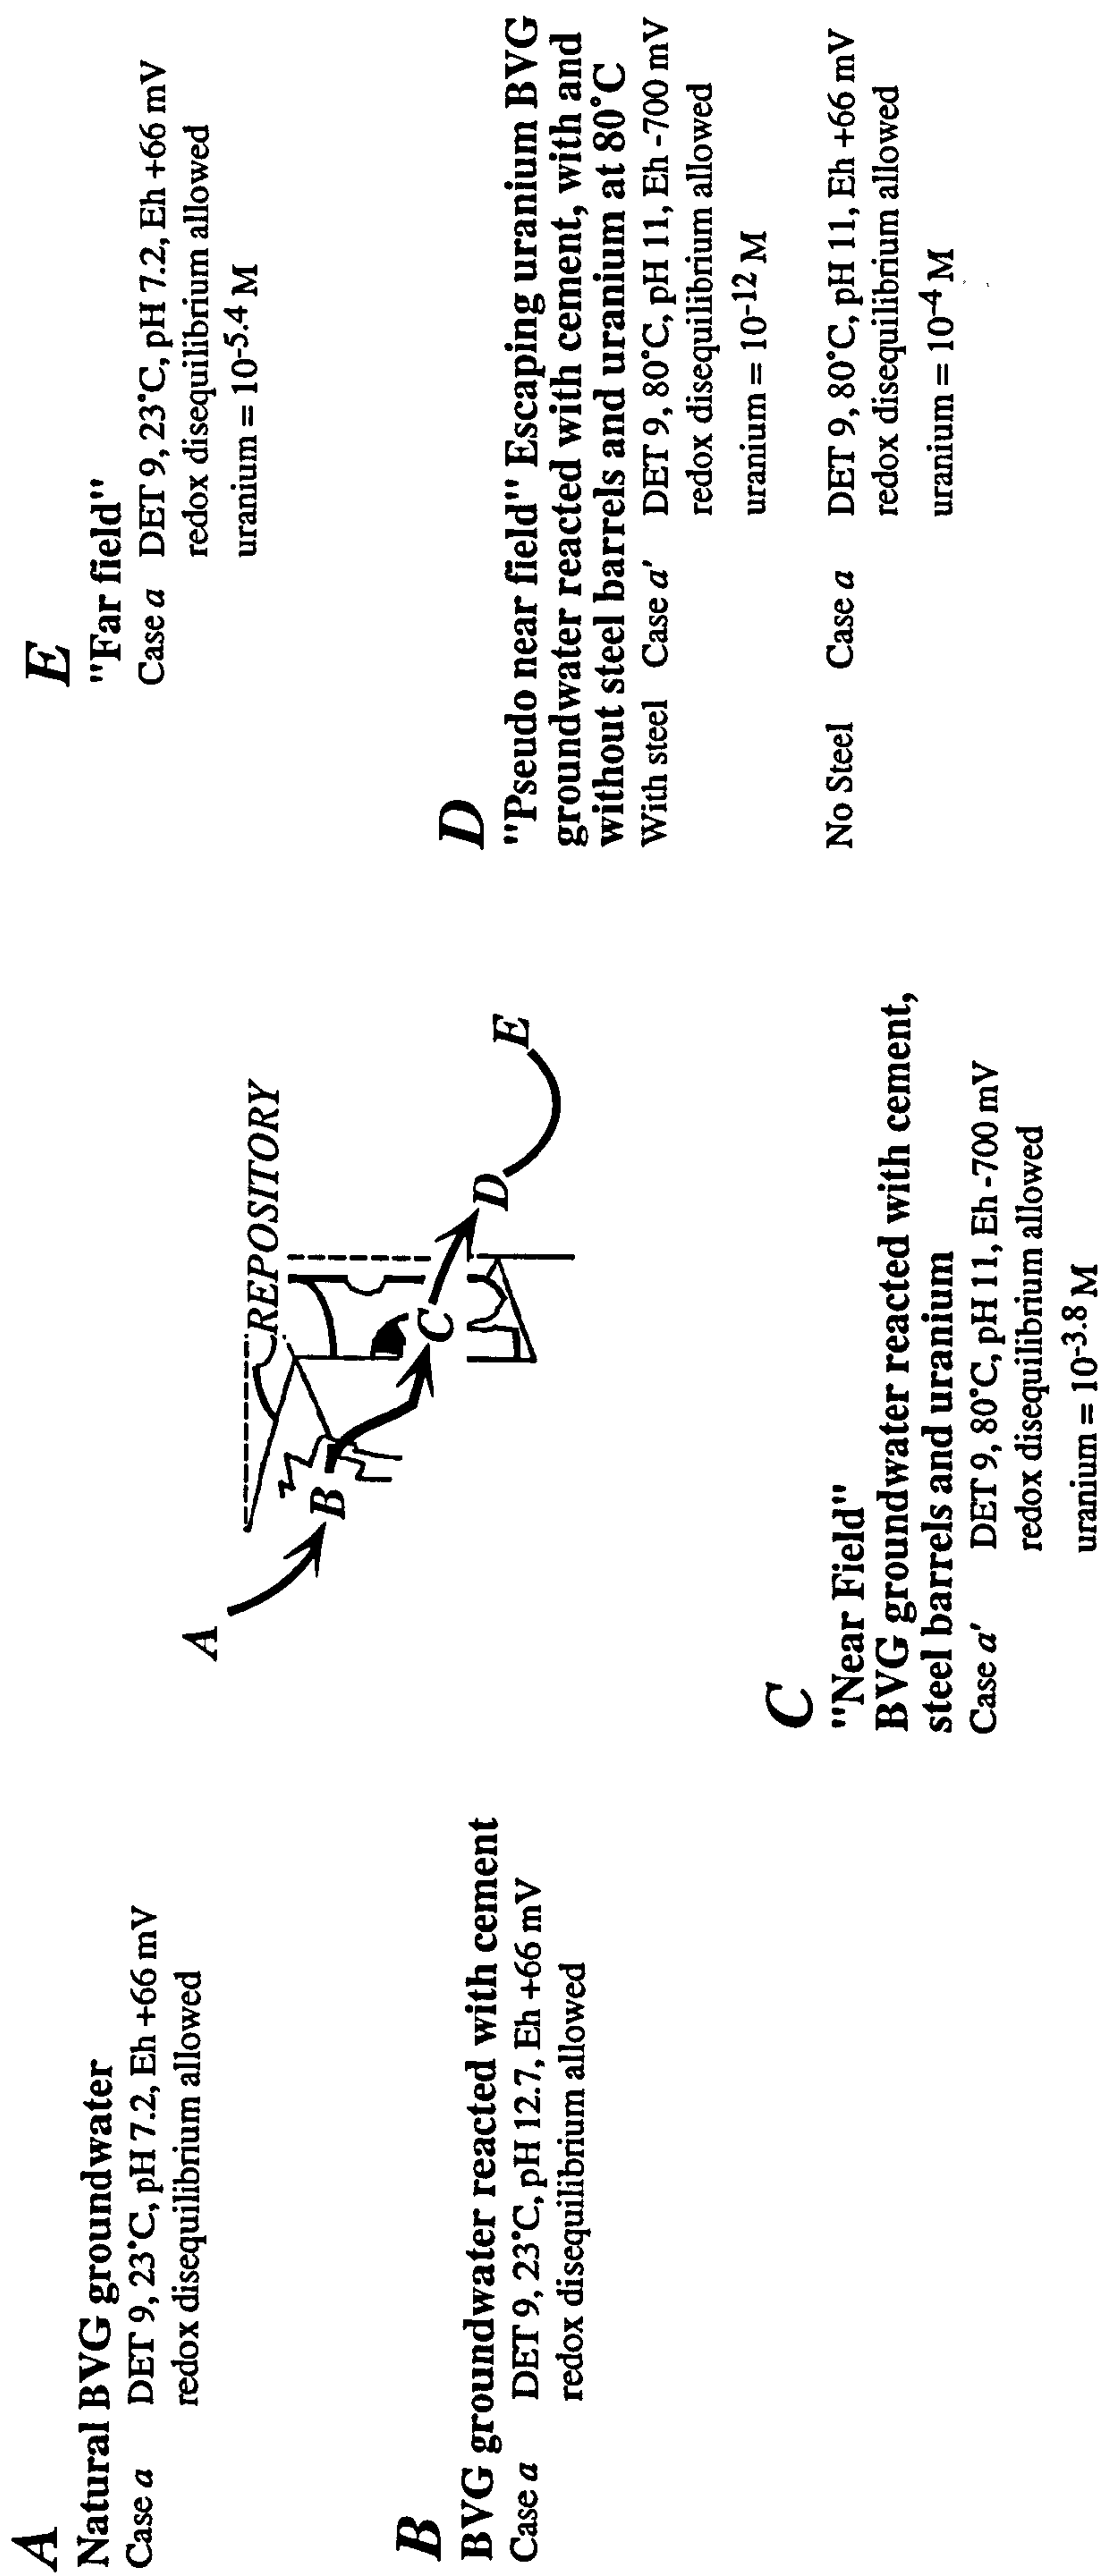 A
Natural BVG groundwater
Case a DET 9, 23°C, pH 7.2, Eh +66 mV
redox disequilibrium allowed
B
BVG groundwater reacted with cement
Case a DET 9, 23°C, pH 12.7, Eh +66 mV
redox disequilibrium allowed
A
B
REPOSITORY
C
D
E
C
"Near Field"
BVG groundwater reacted with cement,
steel barrels and uranium
Case a' DET 9, 80°C, pH 11, Eh -700 mV
redox disequilibrium allowed
uranium = 10-3.8 M
E
"Far field"
Case a DET 9, 23°C, pH 7.2, Eh +66 mV
redox disequilibrium allowed
uranium = 10-5.4 M
D
"Pseudo near field" Escaping uranium BVG
groundwater reacted with cement, with and
without steel barrels and uranium at 80°C
With steel Case a' DET 9, 80°C, pH 11, Eh -700 mV
redox disequilibrium allowed
uranium = 10-12 M
No Steel Case a DET 9, 80°C, pH 11, Eh +66 mV
redox disequilibrium allowed
uranium = 10-4 M